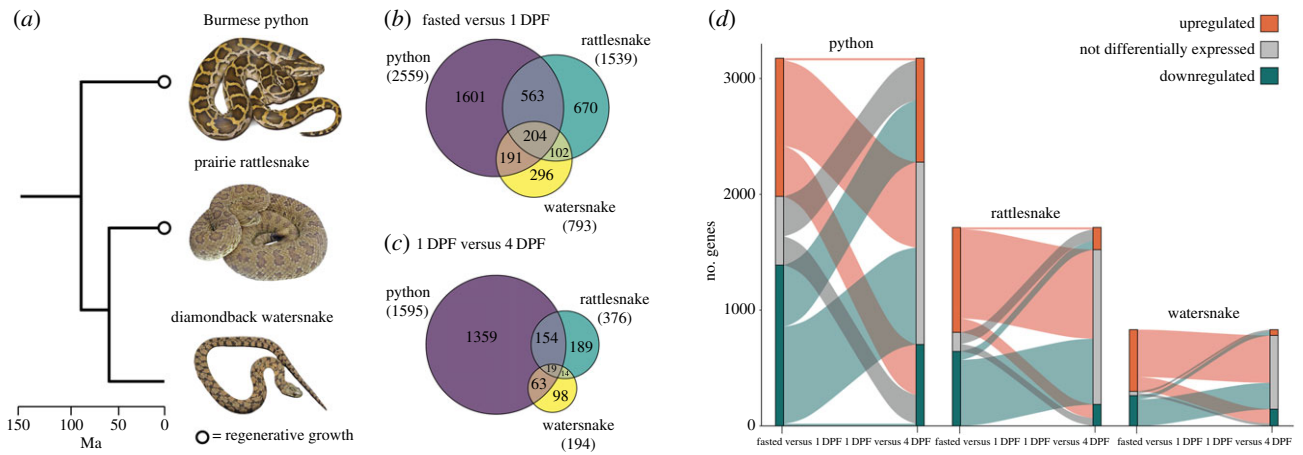 (a)
Burmese python
prairie rattlesnake
diamondback watersnake
150 100 50 0
Ma
= regenerative growth
(b) fasted versus 1 DPF
python
(2559)
rattlesnake
(1539)
1601
563
670
204
191
102
296
watersnake
(793)
(c) 1 DPF versus 4 DPF
python
(1595)
rattlesnake
(376)
1359
154
189
19
14
63
98
watersnake
(194)
(d)
upregulated
not differentially expressed
downregulated
no. genes
3000
2000
1000
0
python
rattlesnake
watersnake
fasted versus 1 DPF 1 DPF versus 4 DPF
fasted versus 1 DPF 1 DPF versus 4 DPF
fasted versus 1 DPF 1 DPF versus 4 DPF